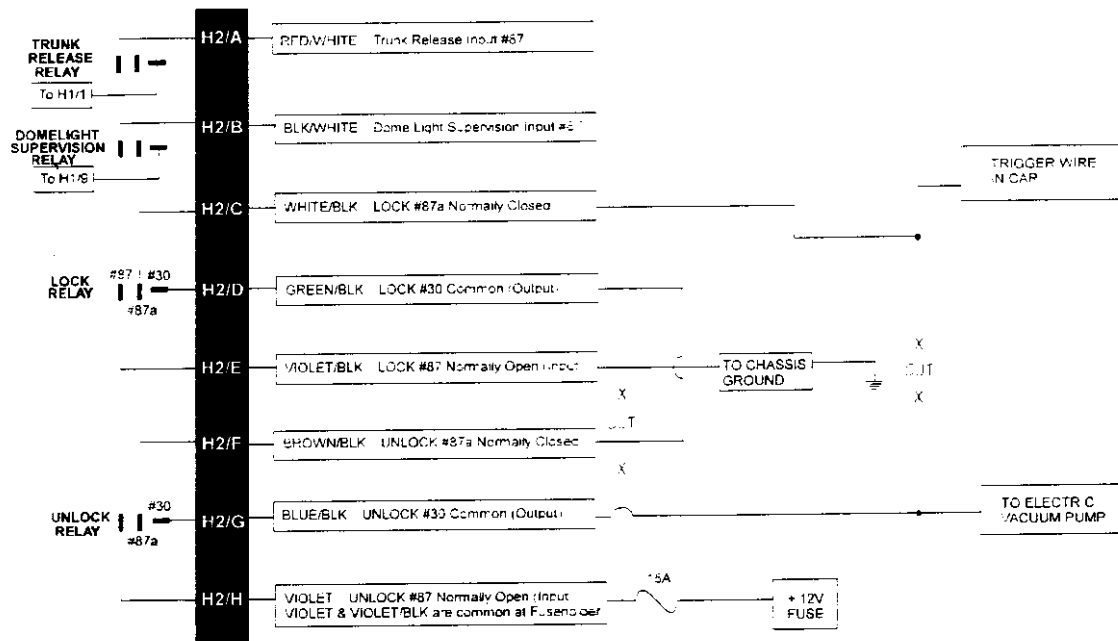 TRUNK
RELEASE
RELAY
To H1/1
H2/A
RED/WHITE Trunk Release Input #87
DOMELIGHT
SUPERVISION
RELAY
To H1/9
H2/B
BLK/WHITE Dome Light Supervision Input
H2/C
WHITE/BLK LOCK #87a Normally Closed
TRIGGER WIRE
IN CAR
LOCK
RELAY
#87 #30
#87a
H2/D
GREEN/BLK LOCK #30 Common (Output)
H2/E
VIOLET/BLK LOCK #87 Normally Open (Input
TO CHASSIS
GROUND
X
CUT
X
X
X
H2/F
BROWN/BLK UNLOCK #87a Normally Closed
UNLOCK
RELAY
#30
#87a
H2/G
BLUE/BLK UNLOCK #30 Common (Output)
TO ELECTRIC
VACUUM PUMP
H2/H
VIOLET UNLOCK #87 Normally Open (Input
VIOLET & VIOLET/BLK are common at Fuseholder
15A
+ 12V
FUSE